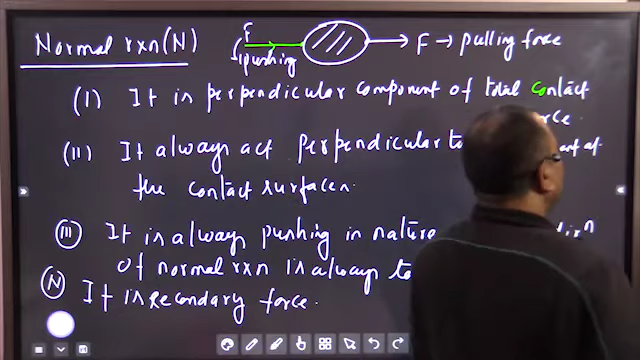 Normal rxn (N)
F
pushing
F → pulling force
(I) It is perpendicular component of total contact
rce.
(II) It always act perpendicular to
the contact surfaces.
(III) It is always pushing in nature
of normal rxn is always to
(IV) It is secondary force.